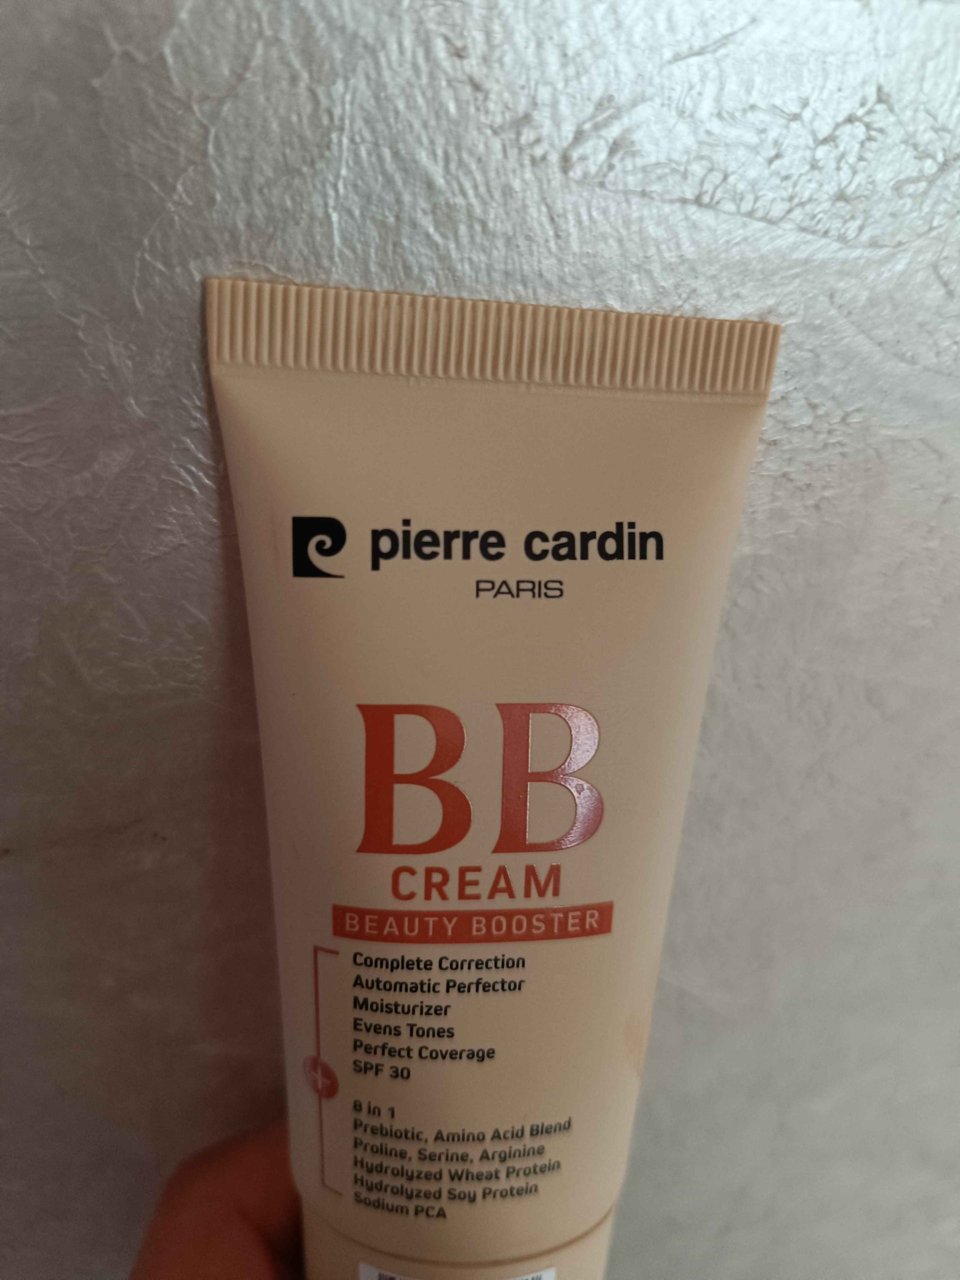 pierre cardin
PARIS
BB
CREAM
BEAUTY BOOSTER
Complete Correction
Automatic Perfector
Moisturizer
Evens Tones
Perfect Coverage
SPF 30
8 in 1
Prebiotic, Amino Acid Blend
Proline, Serine, Arginine
Hydrolyzed Wheat Protein
Hydrolyzed Soy Protein
Sodium PCA